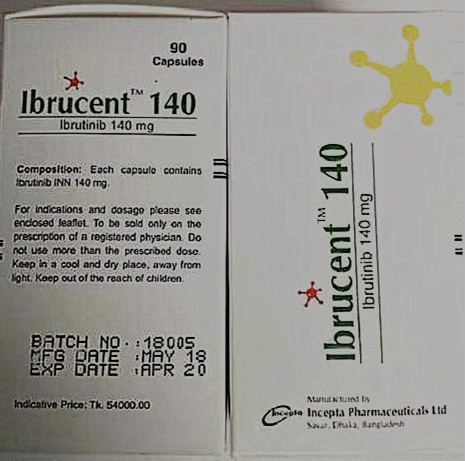 90
Capsules
Ibrucent™ 140
Ibrutinib 140 mg
Composition: Each capsule contains
Ibrutinib INN 140 mg.
For indications and dosage please see
enclosed leaflet. To be sold only on the
prescription of a registered physician. Do
not use more than the prescribed dose.
Keep in a cool and dry place, away from
light. Keep out of the reach of children.
BATCH NO.:18005
MFG DATE :MAY 18
EXP DATE :APR 20
Indicative Price: Tk. 54000.00
Ibrucent™ 140
Ibrutinib 140 mg
Manufactured by
Incepta Incepta Pharmaceuticals Ltd
Savar, Dhaka, Bangladesh